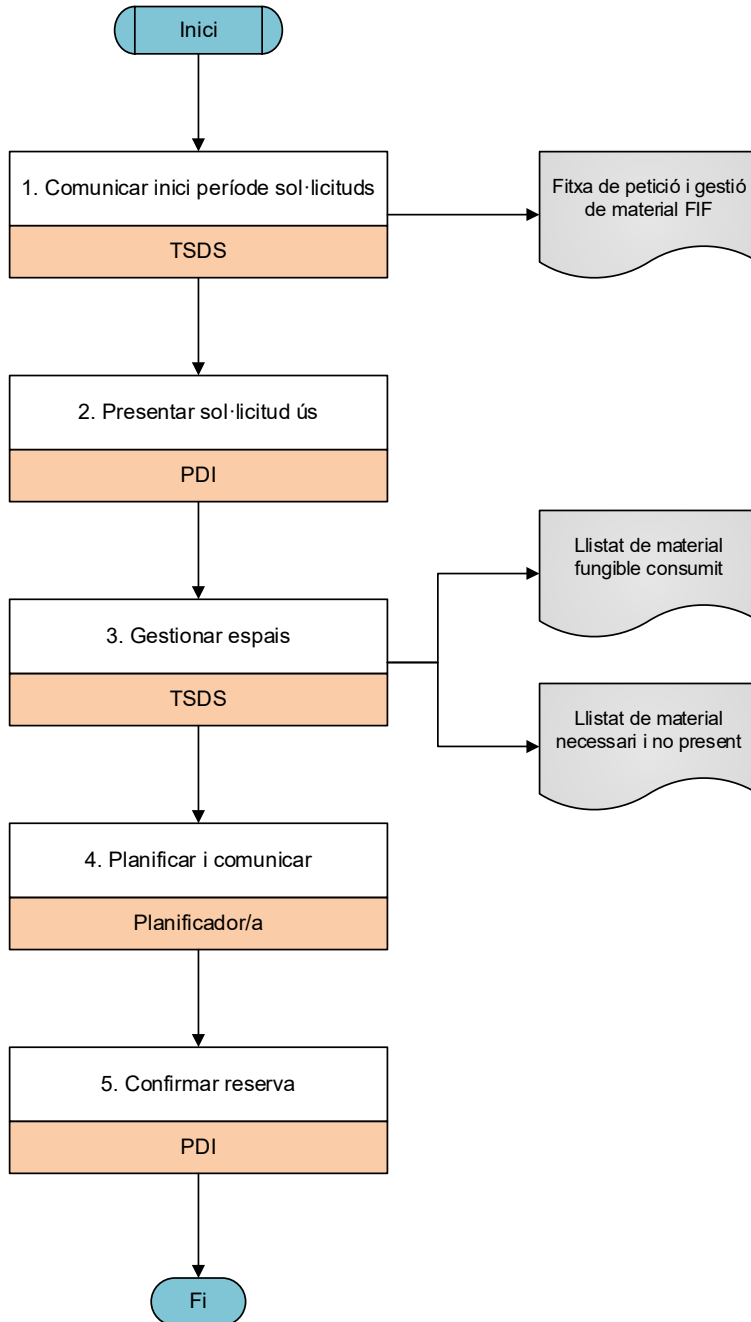 Inici
1. Comunicar inici període sol·licituds
TSDS
Fitxa de petició i gestió
de material FIF
2. Presentar sol·licitud ús
PDI
3. Gestionar espais
TSDS
Llistat de material
fungible consumit
Llistat de material
necessari i no present
4. Planificar i comunicar
Planificador/a
5. Confirmar reserva
PDI
Fi